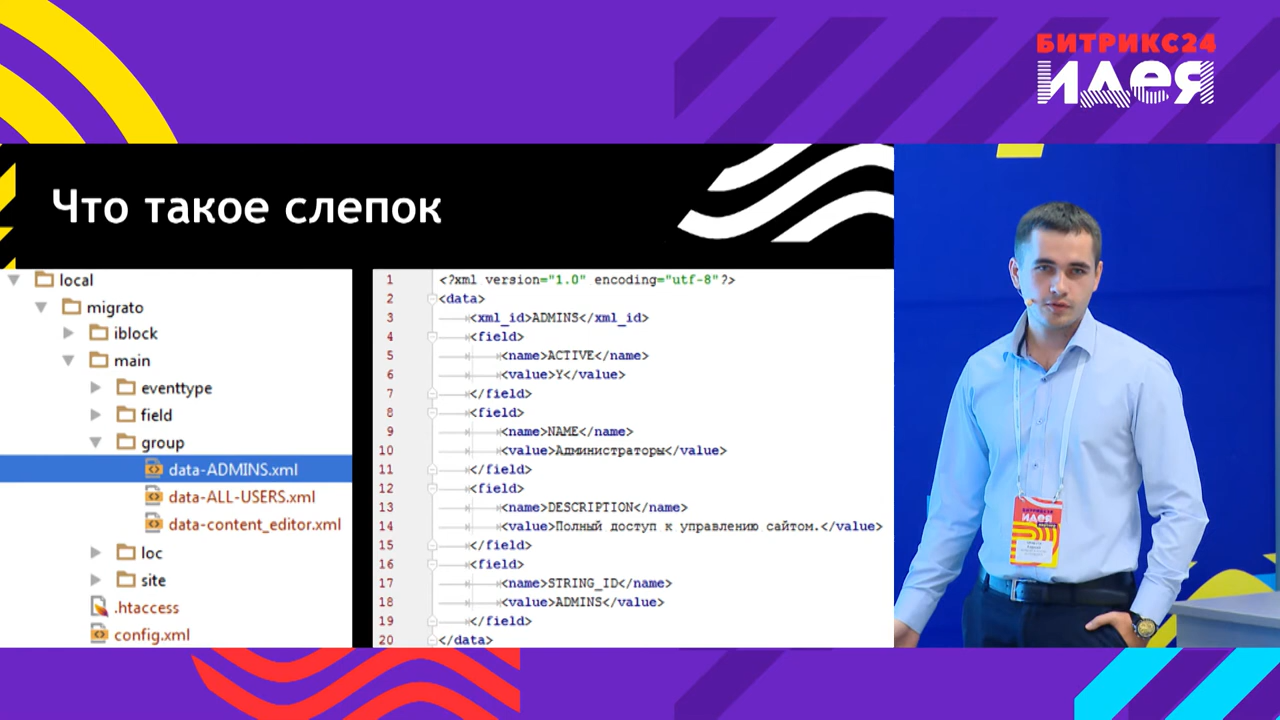 БИТРИКС24
идея
Что такое слепок
local
migrato
iblock
main
eventtype
field
group
data-ADMINS.xml
data-ALL-USERS.xml
data-content_editor.xml
loc
site
.htaccess
config.xml
1 <?xml version="1.0" encoding="utf-8"?>
2 <data>
3 <xml_id>ADMINS</xml_id>
4 <field>
5 <name>ACTIVE</name>
6 <value>Y</value>
7 </field>
8 <field>
9 <name>NAME</name>
10 <value>Администраторы</value>
11 </field>
12 <field>
13 <name>DESCRIPTION</name>
14 <value>Полный доступ к управлению сайтом.</value>
15 </field>
16 <field>
17 <name>STRING_ID</name>
18 <value>ADMINS</value>
19 </field>
20 </data>
БИТРИКС24
идея